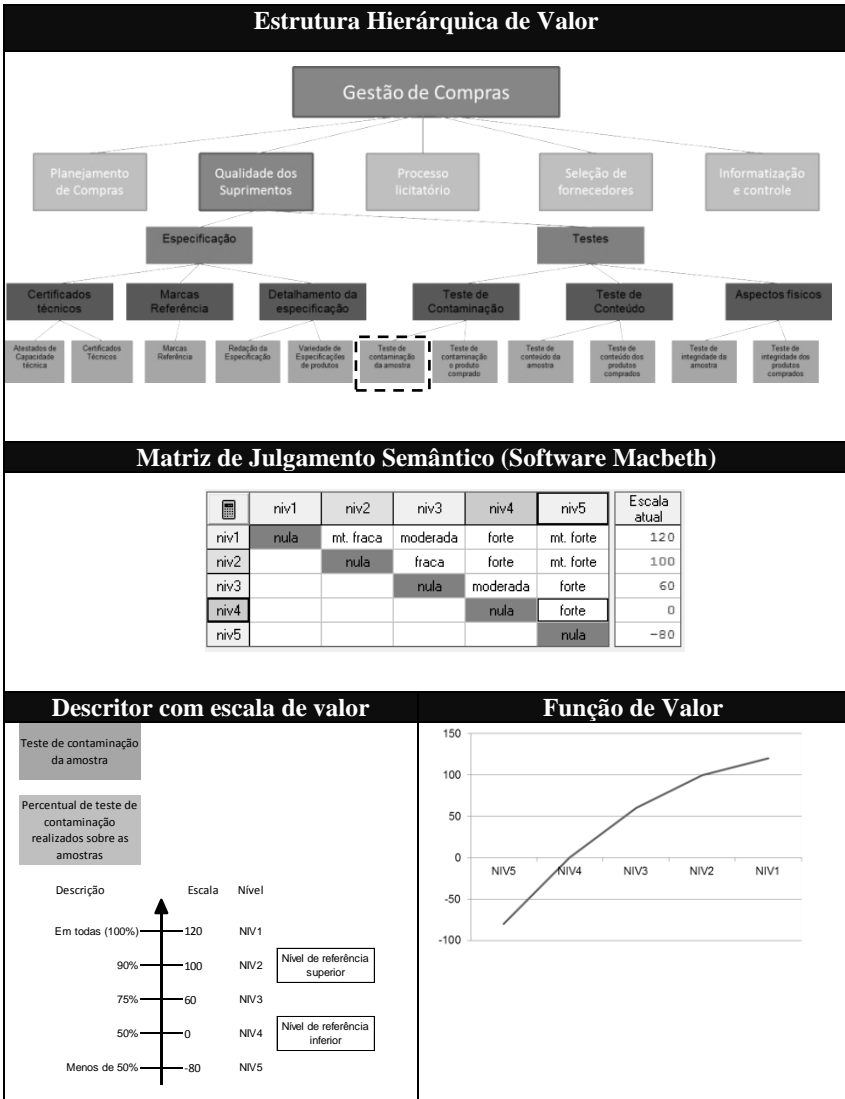 Estrutura Hierárquica de Valor
Gestão de Compras
Planejamento
de Compras
Qualidade dos
Suprimentos
Processo
licitatório
Seleção de
fornecedores
Informatização
e controle
Especificação
Testes
Certificados
técnicos
Marcas
Referência
Detalhamento da
especificação
Teste de
Contaminação
Teste de
Conteúdo
Aspectos físicos
Atestados de
Capacidade
técnica
Certificados
Técnicos
Marcas
Referência
Redação da
Especificação
Variedade de
Especificações
de produtos
Teste de
contaminação
da amostra
Teste de
contaminação
o produto
comprado
Teste de
conteúdo da
amostra
Teste de
conteúdo dos
produtos
comprados
Teste de
integridade da
amostra
Teste de
integridade dos
produtos
comprados
Matriz de Julgamento Semântico (Software Macbeth)
niv1 niv2 niv3 niv4 niv5 Escala atual
niv1 nula mt. fraca moderada forte mt. forte 120
niv2 nula fraca forte mt. forte 100
niv3 nula moderada forte 60
niv4 nula forte 0
niv5 nula -80
Descritor com escala de valor
Teste de contaminação
da amostra
Percentual de teste de
contaminação
realizados sobre as
amostras
Descrição Escala Nível
Em todas (100%) 120 NIV1
90% 100 NIV2 Nível de referência superior
75% 60 NIV3
50% 0 NIV4 Nível de referência inferior
Menos de 50% -80 NIV5
Função de Valor
150
100
50
0
-50
-100
NIV5 NIV4 NIV3 NIV2 NIV1